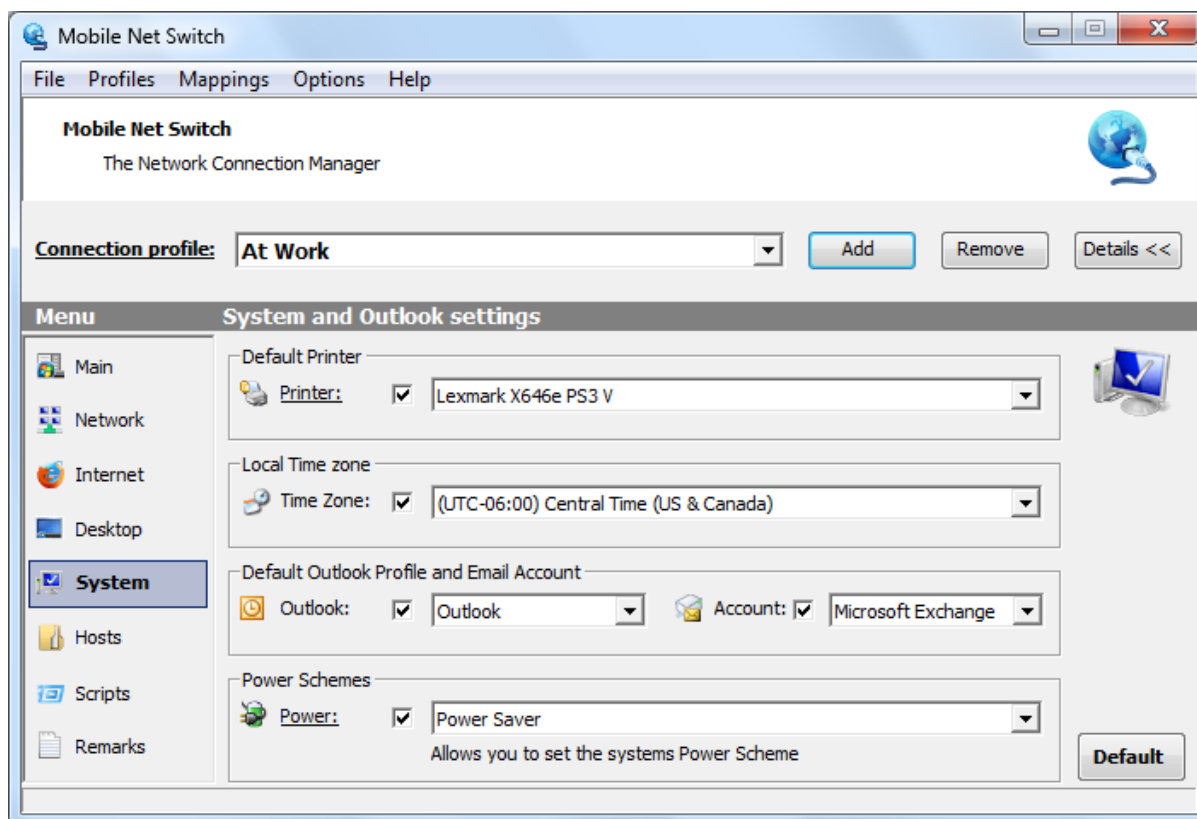 Mobile Net Switch
File Profiles Mappings Options Help
Mobile Net Switch
The Network Connection Manager
Connection profile: At Work Add Remove Details <<
Menu System and Outlook settings
Main
Network
Internet
Desktop
System
Hosts
Scripts
Remarks
Default Printer
Printer: Lexmark X646e PS3 V
Local Time zone
Time Zone: (UTC-06:00) Central Time (US & Canada)
Default Outlook Profile and Email Account
Outlook: Outlook Account: Microsoft Exchange
Power Schemes
Power: Power Saver
Allows you to set the systems Power Scheme
Default